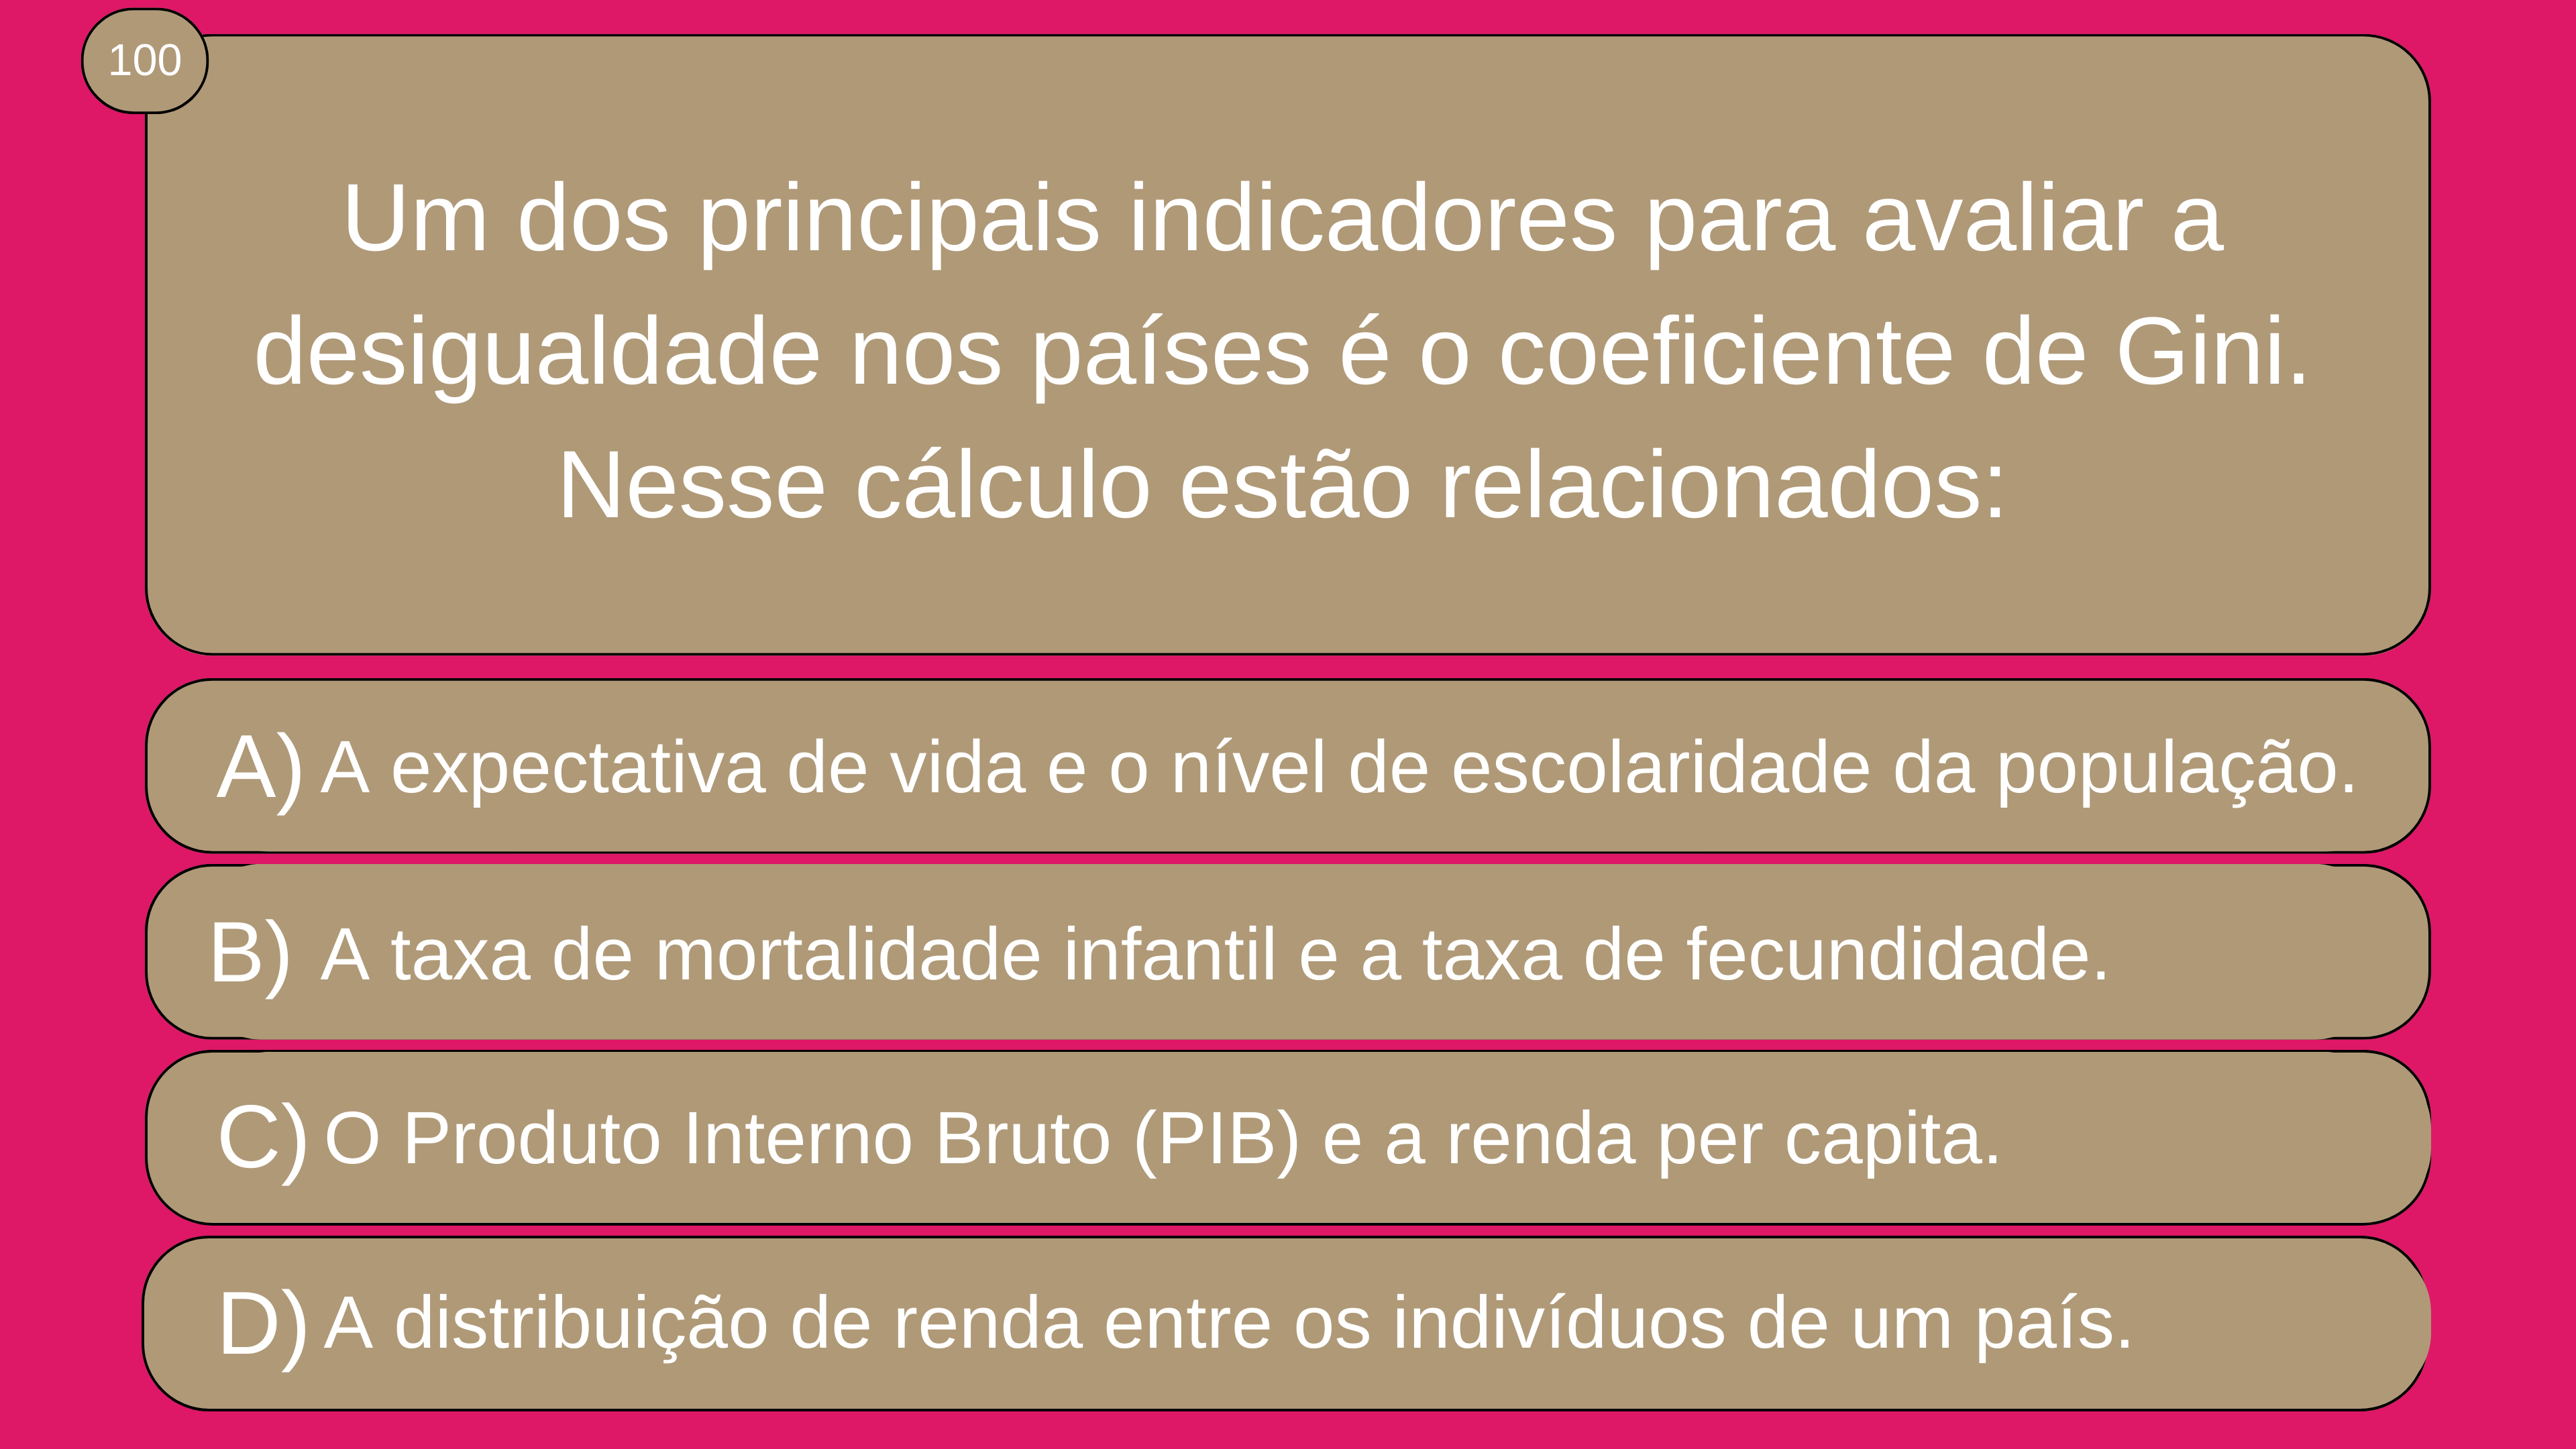 100
Um dos principais indicadores para avaliar a
desigualdade nos países é o coeficiente de Gini.
Nesse cálculo estão relacionados:
A) A expectativa de vida e o nível de escolaridade da população.
B) A taxa de mortalidade infantil e a taxa de fecundidade.
C) O Produto Interno Bruto (PIB) e a renda per capita.
D) A distribuição de renda entre os indivíduos de um país.